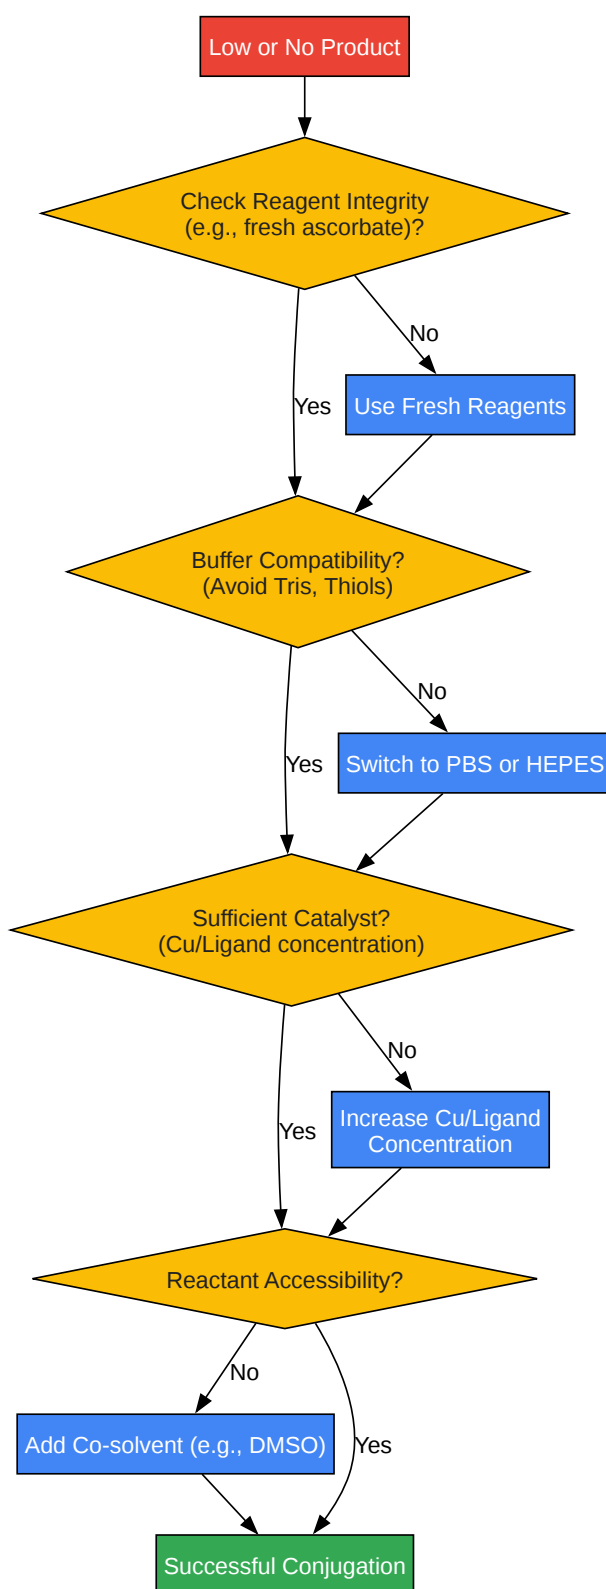 Low or No Product
Check Reagent Integrity
(e.g., fresh ascorbate)?
No
Yes
Use Fresh Reagents
Buffer Compatibility?
(Avoid Tris, Thiols)
No
Yes
Switch to PBS or HEPES
Sufficient Catalyst?
(Cu/Ligand concentration)
No
Yes
Increase Cu/Ligand
Concentration
Reactant Accessibility?
No
Add Co-solvent (e.g., DMSO)
Yes
Successful Conjugation